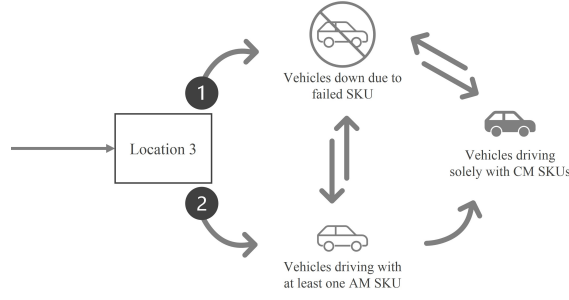 Vehicles down due to
failed SKU
1
Location 3
Vehicles driving
solely with CM SKUs
2
Vehicles driving with
at least one AM SKU